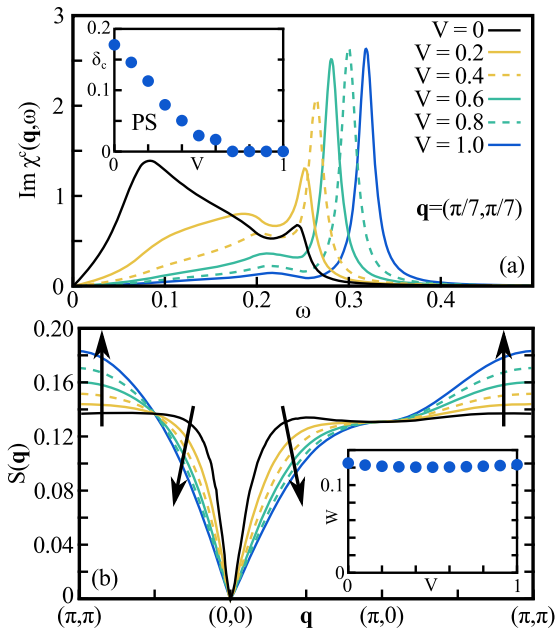 3
2
1
0
Im χᶜ(q,ω)
0.2
δc
0
PS
0
V
1
V = 0
V = 0.2
V = 0.4
V = 0.6
V = 0.8
V = 1.0
q=(π/7,π/7)
(a)
0
0.1
0.2
0.3
0.4
ω
0.20
0.16
0.12
0.08
0.04
0
S(q)
0.1
0
W
0
V
1
(b)
(π,π)
(0,0)
q
(π,0)
(π,π)